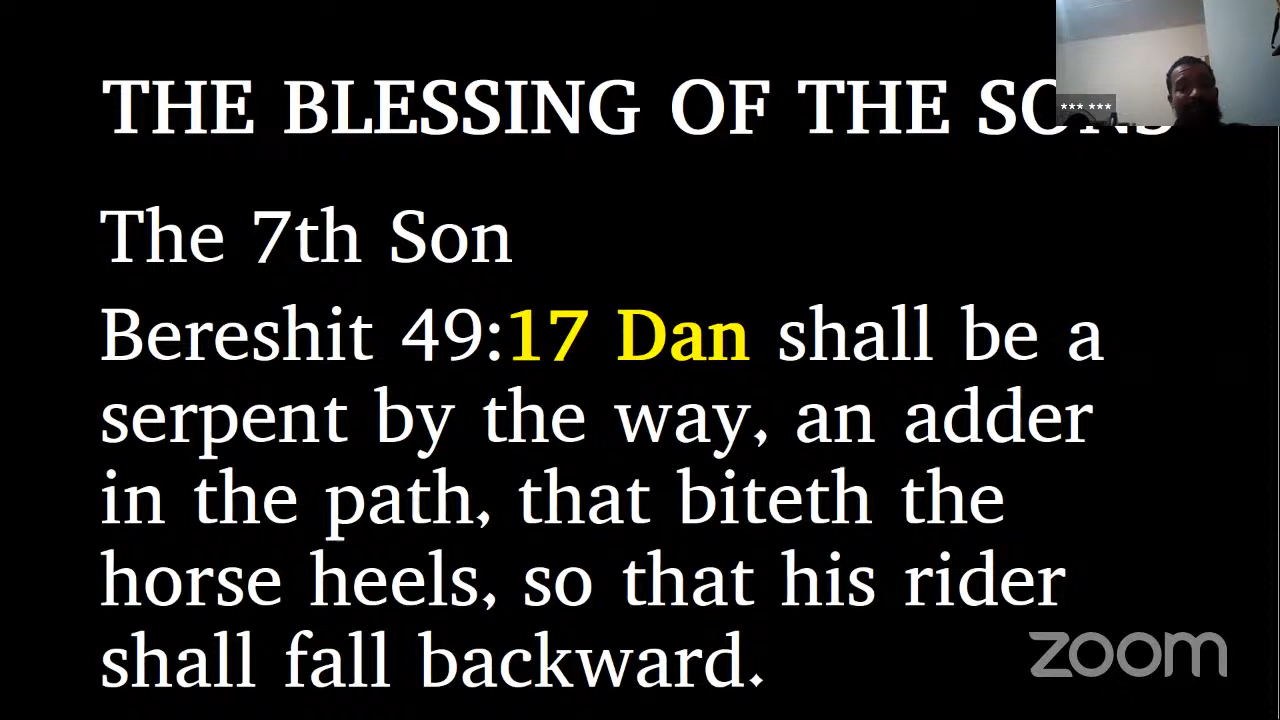 THE BLESSING OF THE SONS
*** ***
The 7th Son
Bereshit 49:17 Dan shall be a
serpent by the way, an adder
in the path, that biteth the
horse heels, so that his rider
shall fall backward.
zoom